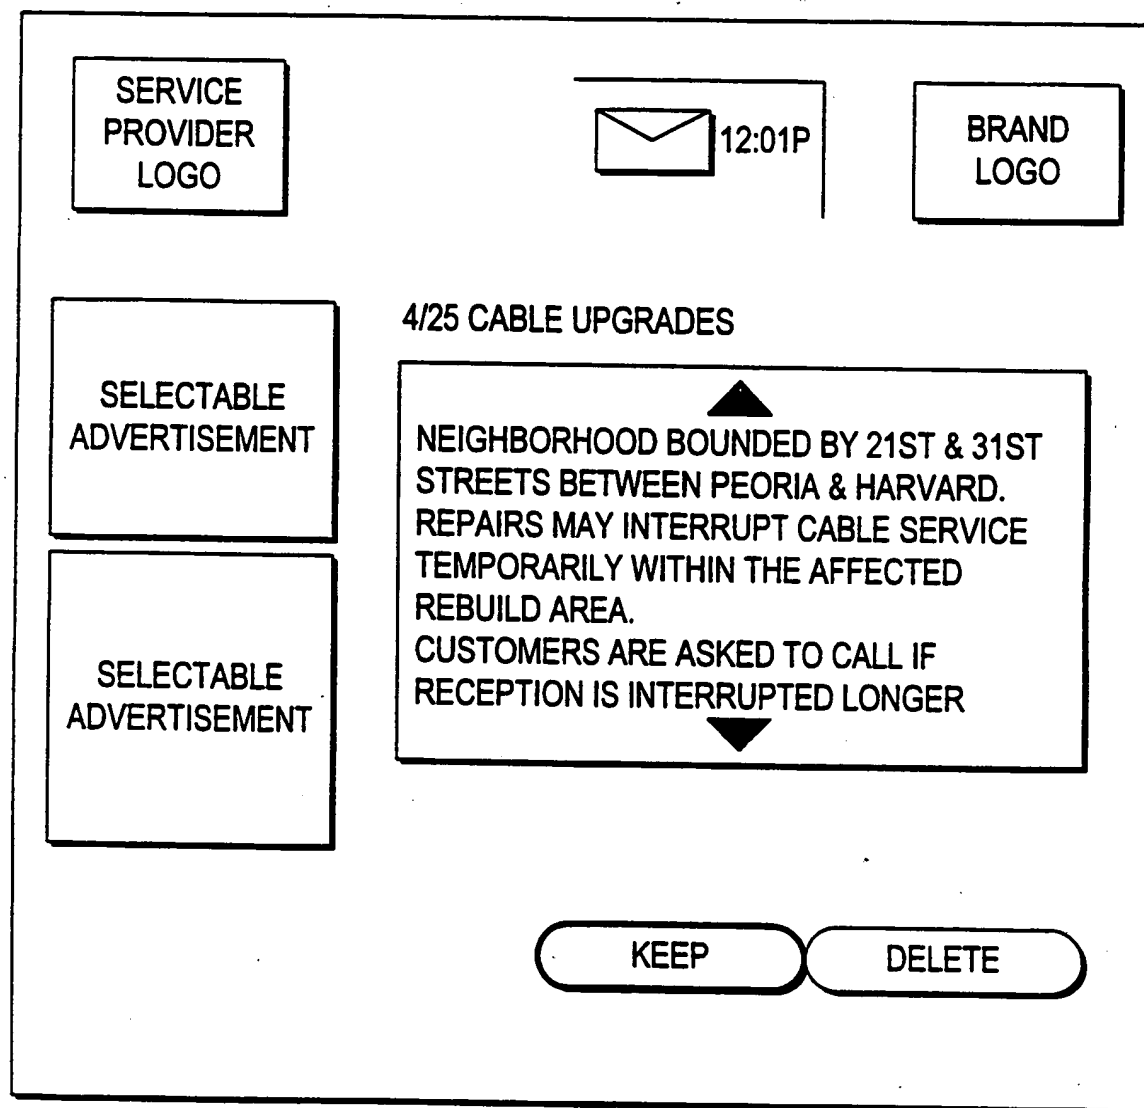 SERVICE
PROVIDER
LOGO
12:01P
BRAND
LOGO
SELECTABLE
ADVERTISEMENT
SELECTABLE
ADVERTISEMENT
4/25 CABLE UPGRADES
NEIGHBORHOOD BOUNDED BY 21ST & 31ST
STREETS BETWEEN PEORIA & HARVARD.
REPAIRS MAY INTERRUPT CABLE SERVICE
TEMPORARILY WITHIN THE AFFECTED
REBUILD AREA.
CUSTOMERS ARE ASKED TO CALL IF
RECEPTION IS INTERRUPTED LONGER
KEEP
DELETE